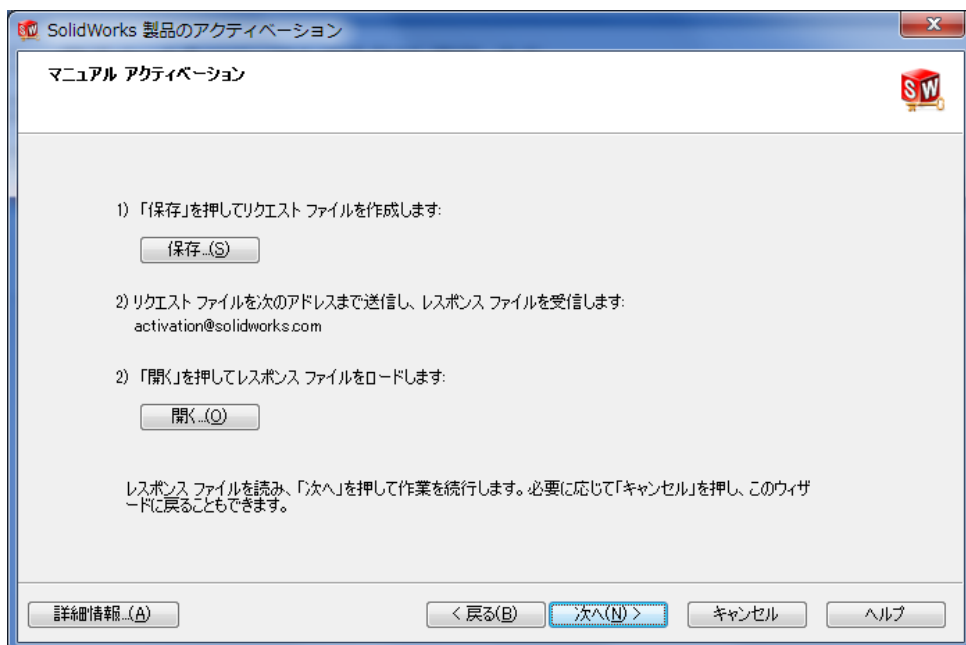 SolidWorks 製品のアクティベーション
マニュアル アクティベーション
SW
1) 「保存」を押してリクエスト ファイルを作成します:
保存...(S)
2) リクエスト ファイルを次のアドレスまで送信し、レスポンス ファイルを受信します:
activation@solidworks.com
2) 「開く」を押してレスポンス ファイルをロードします:
開く...(O)
レスポンス ファイルを読み、「次へ」を押して作業を続行します。必要に応じて「キャンセル」を押し、このウィザ
ードに戻ることもできます。
詳細情報...(A)
< 戻る(B)
次へ(N) >
キャンセル
ヘルプ